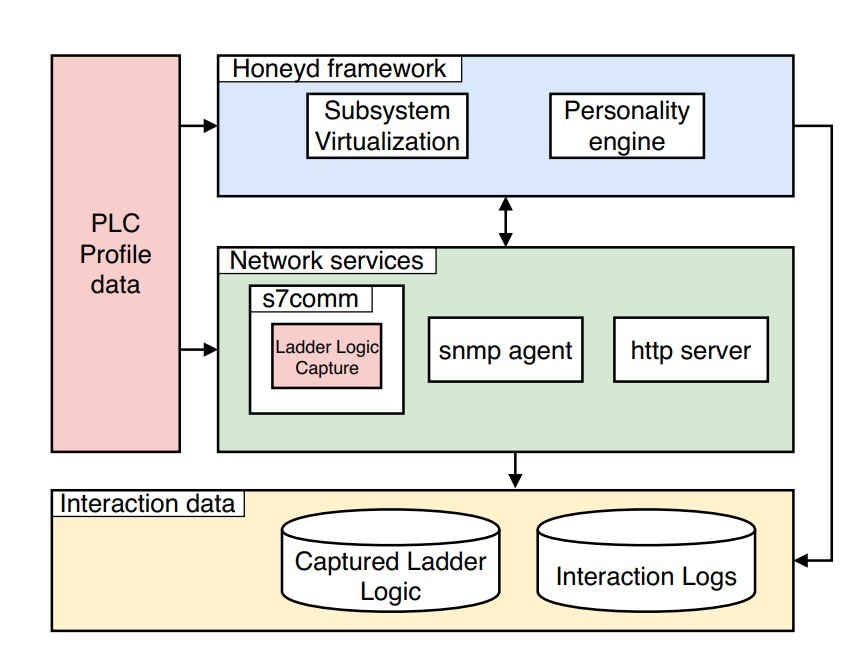 Honeyd framework
Subsystem
Virtualization
Personality
engine
PLC
Profile
data
Network services
s7comm
Ladder Logic
Capture
snmp agent
http server
Interaction data
Captured Ladder
Logic
Interaction Logs